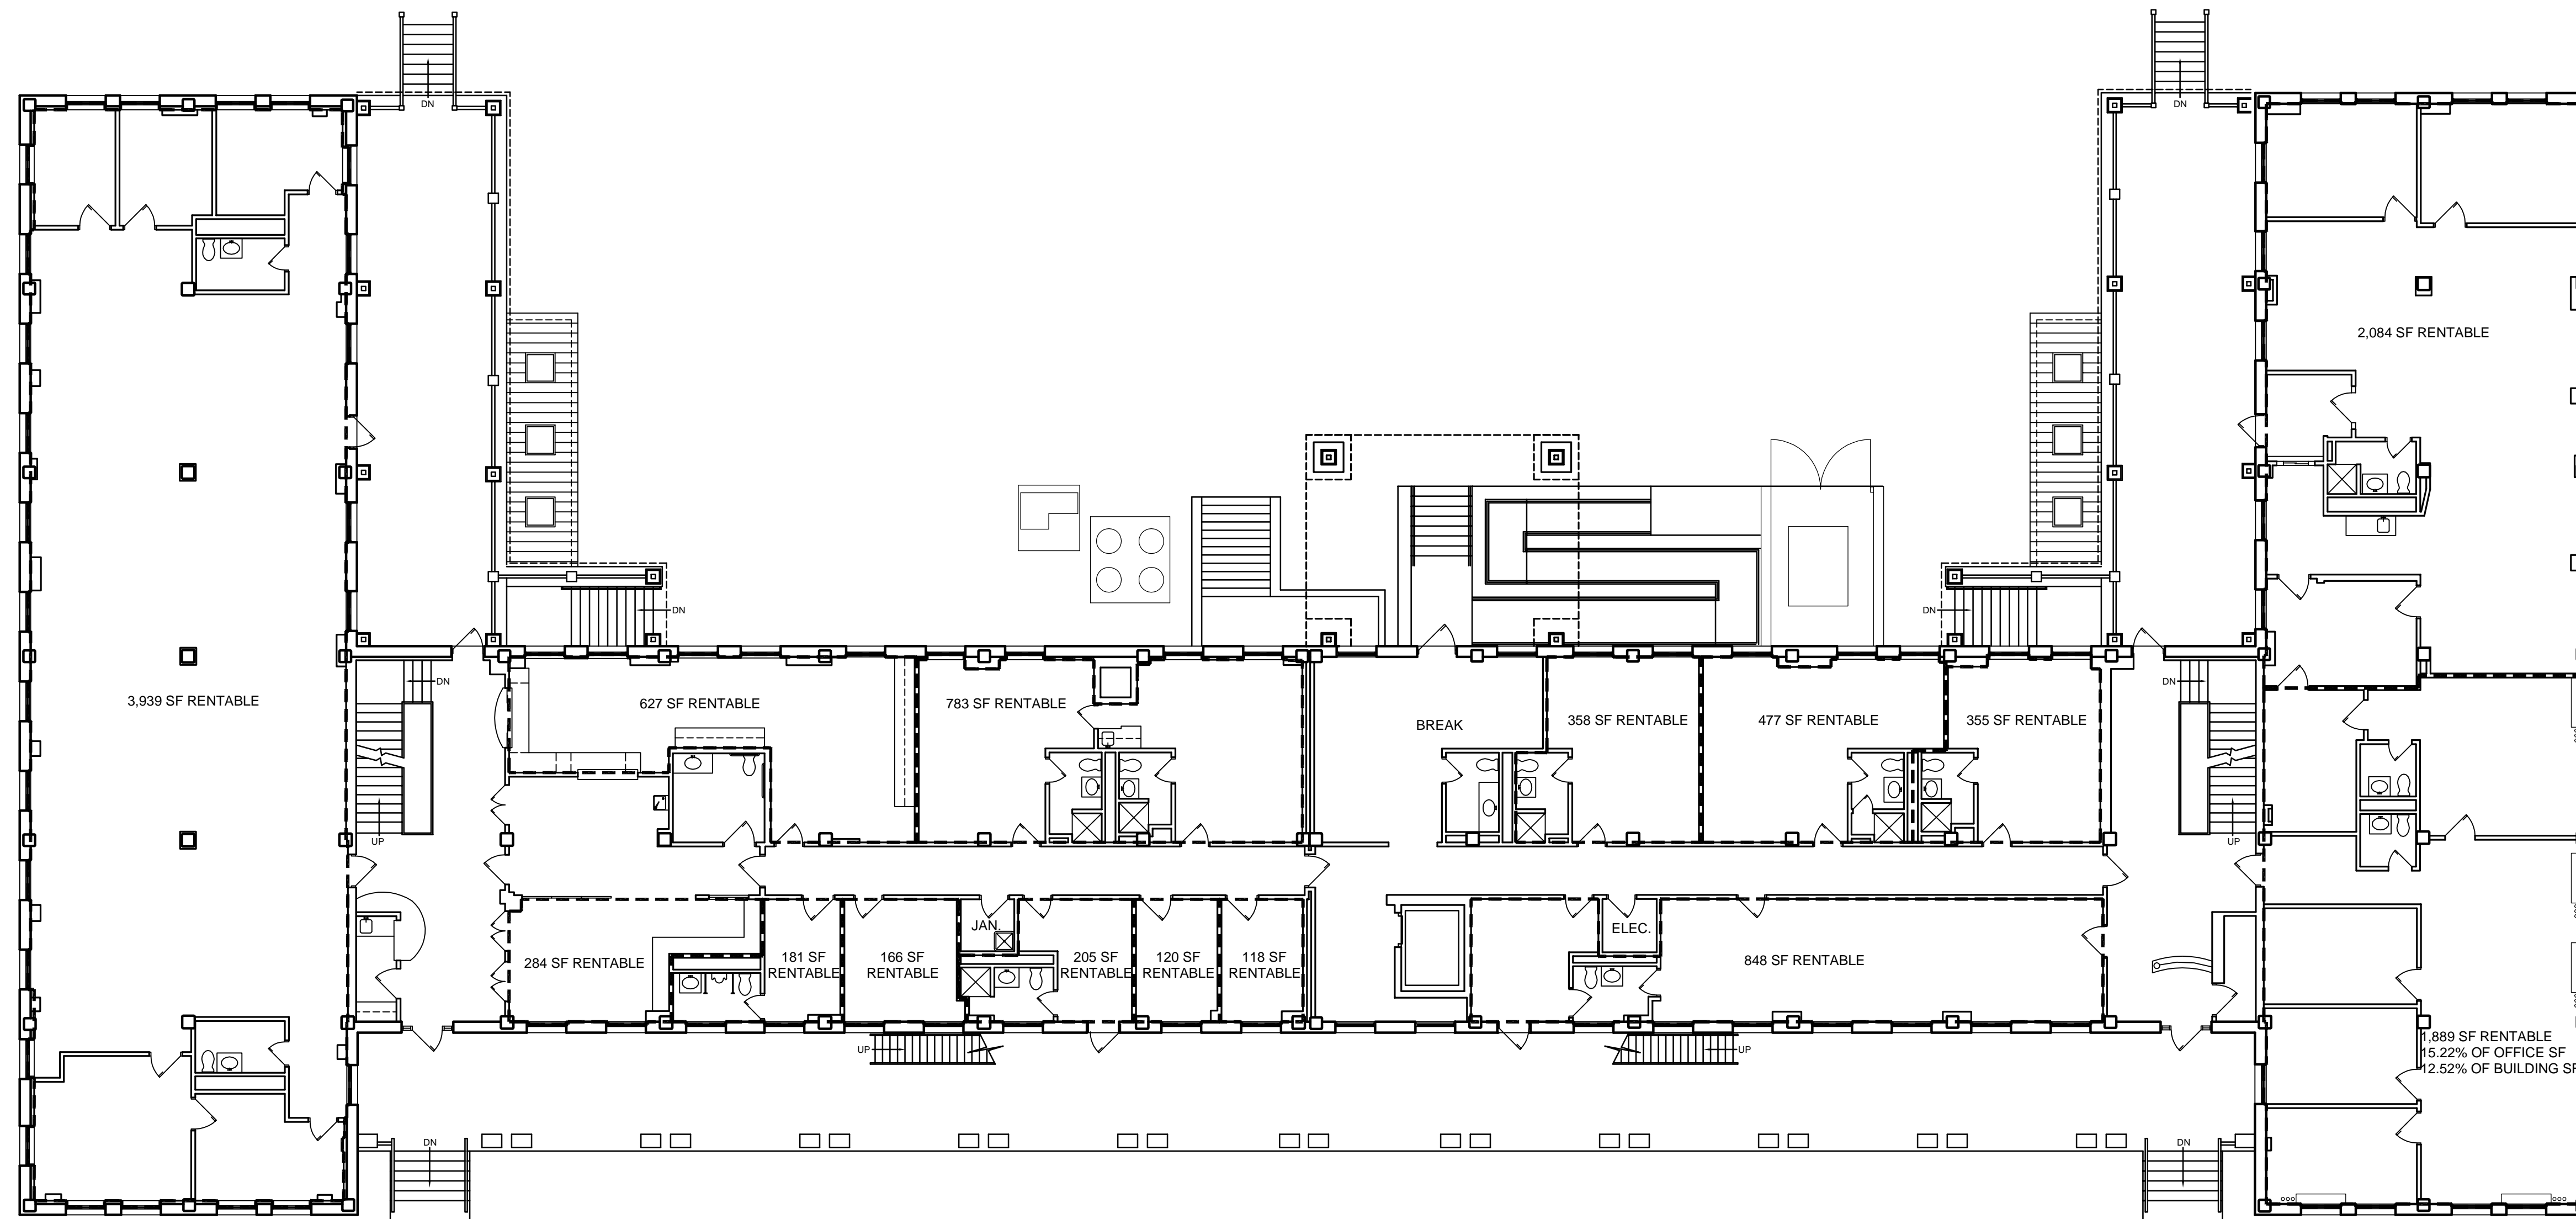 DN
DN
2,084 SF RENTABLE
DN
DN
DN
DN
3,939 SF RENTABLE
627 SF RENTABLE
783 SF RENTABLE
BREAK
358 SF RENTABLE
477 SF RENTABLE
355 SF RENTABLE
UP
UP
JAN.
ELEC.
284 SF RENTABLE
181 SF
RENTABLE
166 SF
RENTABLE
205 SF
RENTABLE
120 SF
RENTABLE
118 SF
RENTABLE
848 SF RENTABLE
UP
UP
1,889 SF RENTABLE
15.22% OF OFFICE SF
12.52% OF BUILDING SF
DN
DN